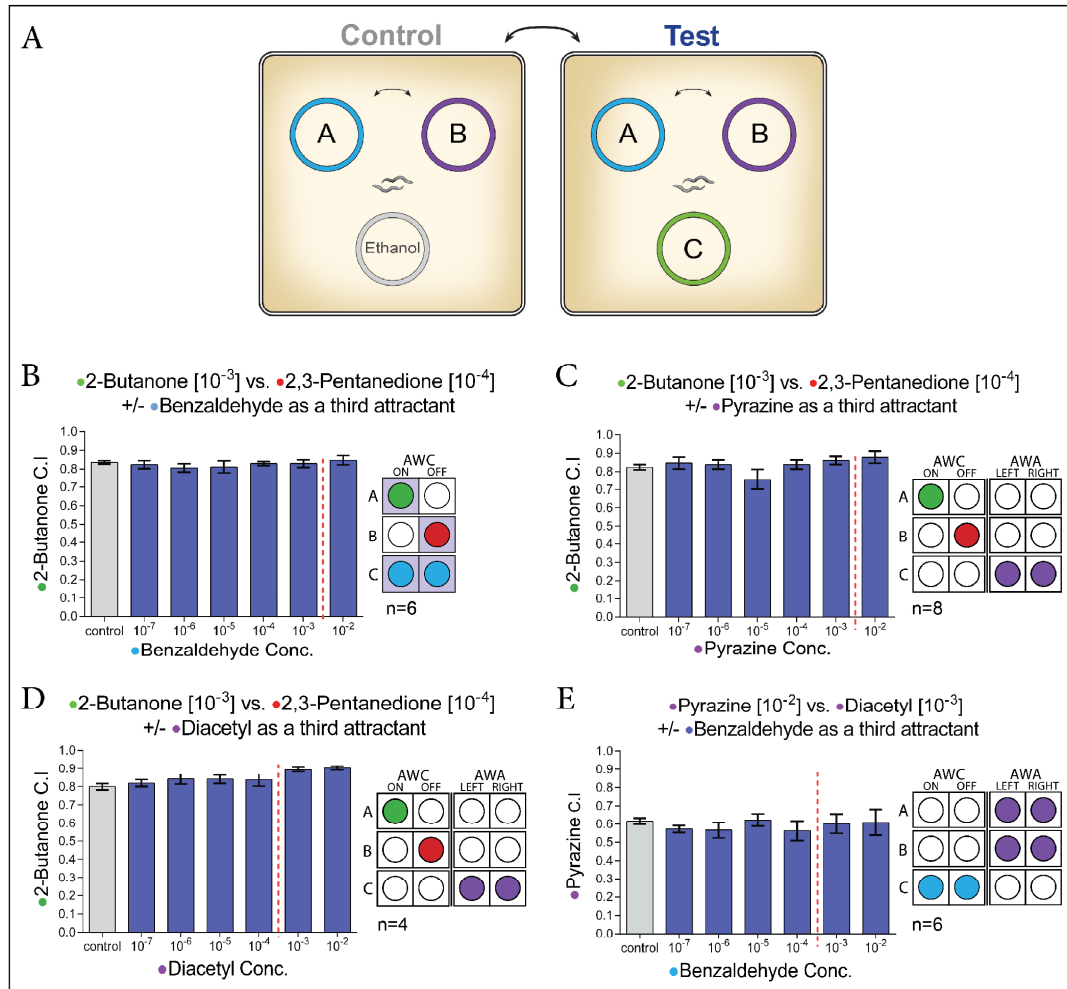 A
Control
Test
A
B
Ethanol
A
B
C
B
2-Butanone [10⁻³] vs. 2,3-Pentanedione [10⁻⁴]
+/- Benzaldehyde as a third attractant
2-Butanone C.I
1.0
0.9
0.8
0.7
0.6
0.5
0.4
0.3
0.2
0.1
0.0
control 10⁻⁷ 10⁻⁶ 10⁻⁵ 10⁻⁴ 10⁻³ 10⁻²
Benzaldehyde Conc.
AWC
ON OFF
A
B
C
n=6
C
2-Butanone [10⁻³] vs. 2,3-Pentanedione [10⁻⁴]
+/- Pyrazine as a third attractant
2-Butanone C.I
1.0
0.9
0.8
0.7
0.6
0.5
0.4
0.3
0.2
0.1
0.0
control 10⁻⁷ 10⁻⁶ 10⁻⁵ 10⁻⁴ 10⁻³ 10⁻²
Pyrazine Conc.
AWC AWA
ON OFF LEFT RIGHT
A
B
C
n=8
D
2-Butanone [10⁻³] vs. 2,3-Pentanedione [10⁻⁴]
+/- Diacetyl as a third attractant
2-Butanone C.I
1.0
0.9
0.8
0.7
0.6
0.5
0.4
0.3
0.2
0.1
0.0
control 10⁻⁷ 10⁻⁶ 10⁻⁵ 10⁻⁴ 10⁻³ 10⁻²
Diacetyl Conc.
AWC AWA
ON OFF LEFT RIGHT
A
B
C
n=4
E
Pyrazine [10⁻²] vs. Diacetyl [10⁻³]
+/- Benzaldehyde as a third attractant
Pyrazine C.I
1.0
0.9
0.8
0.7
0.6
0.5
0.4
0.3
0.2
0.1
0.0
control 10⁻⁷ 10⁻⁶ 10⁻⁵ 10⁻⁴ 10⁻³ 10⁻²
Benzaldehyde Conc.
AWC AWA
ON OFF LEFT RIGHT
A
B
C
n=6